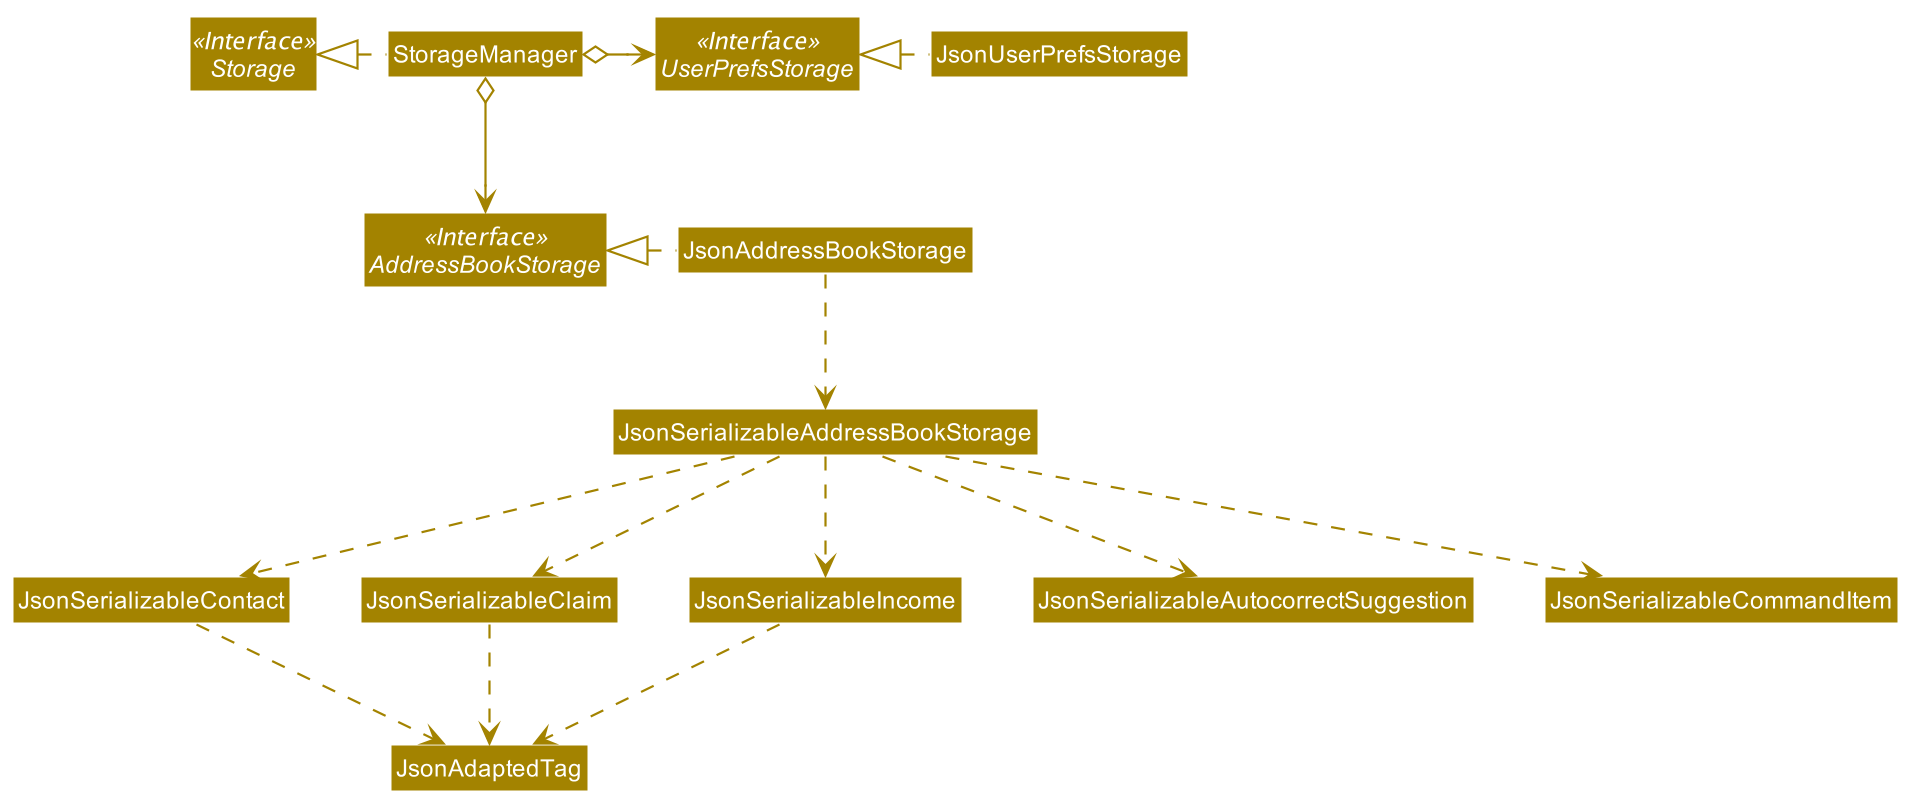 «Interface»
Storage
StorageManager
«Interface»
UserPrefsStorage
JsonUserPrefsStorage
«Interface»
AddressBookStorage
JsonAddressBookStorage
JsonSerializableAddressBookStorage
JsonSerializableContact
JsonSerializableClaim
JsonSerializableIncome
JsonSerializableAutocorrectSuggestion
JsonSerializableCommandItem
JsonAdaptedTag